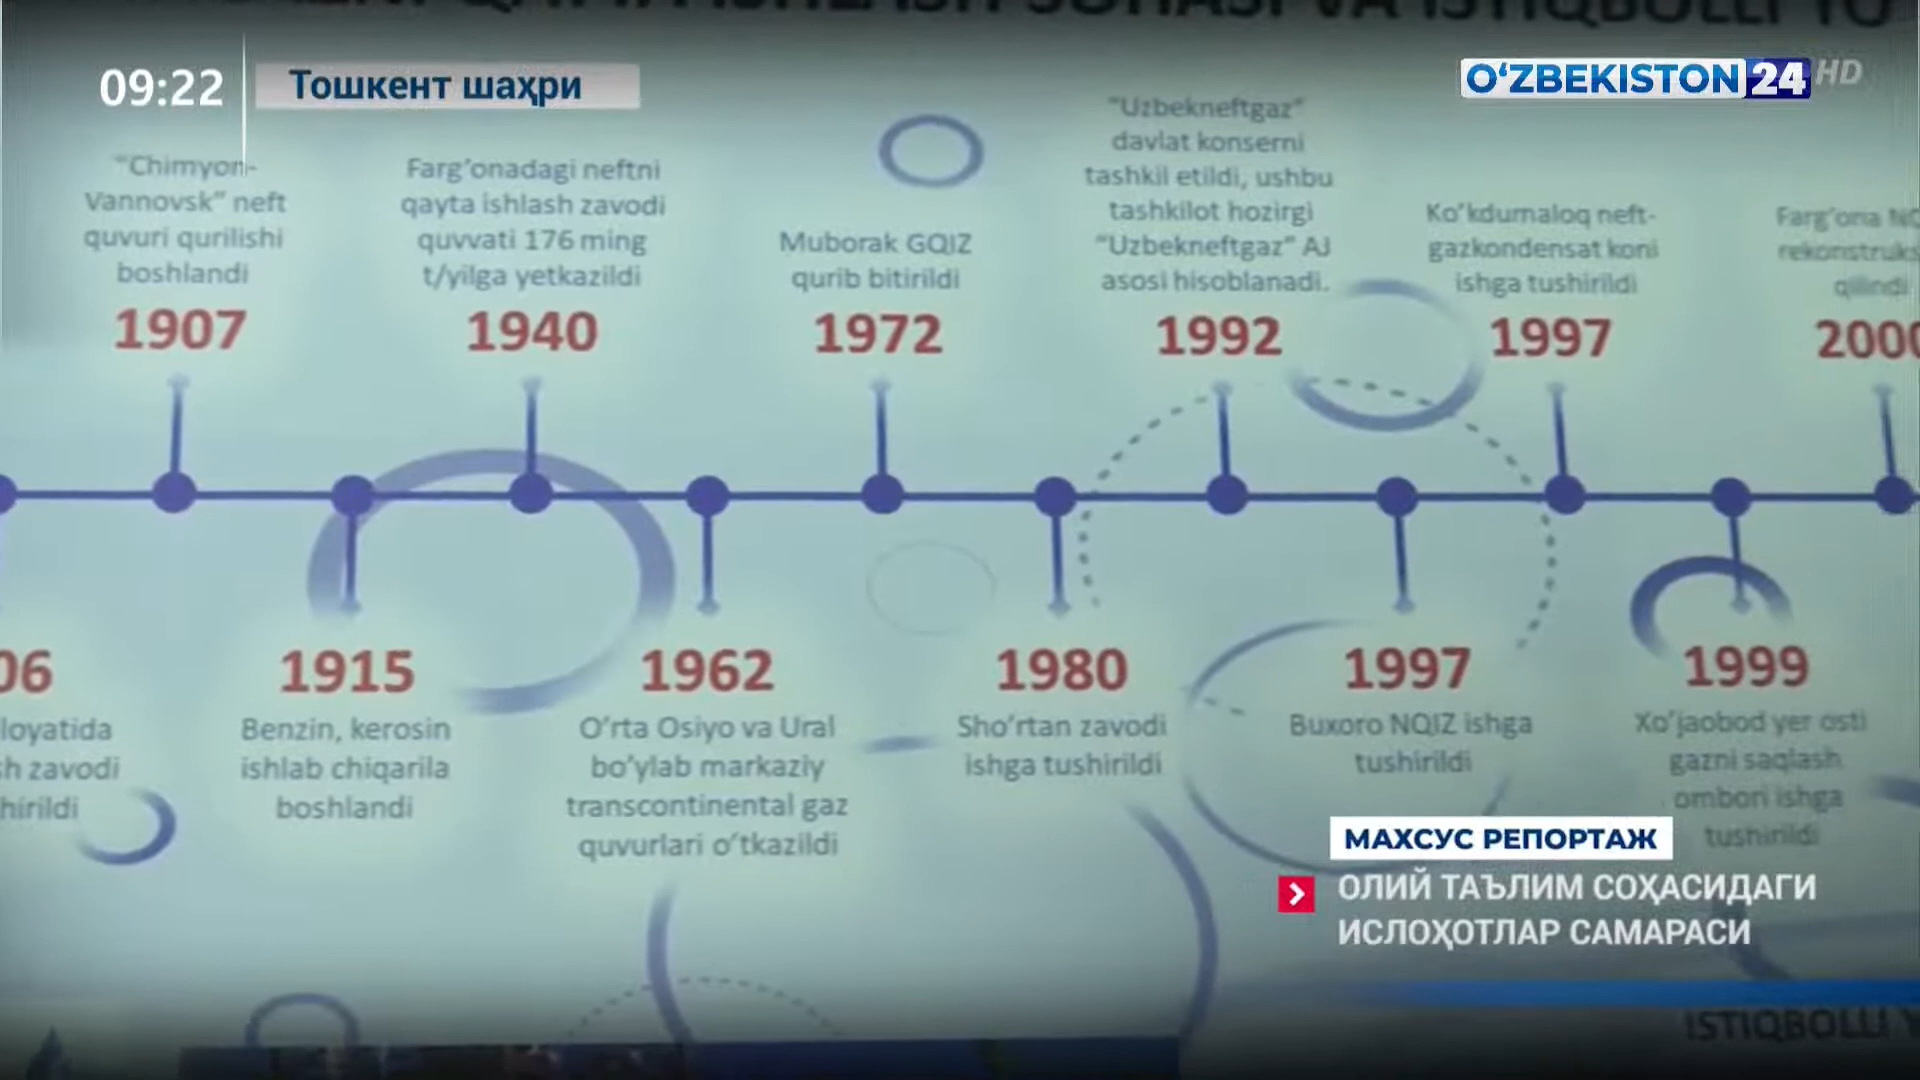 09:22
Тошкент шаҳри
O‘ZBEKISTON 24 HD
"Chimyon-
Vannovsk" neft
quvuri qurilishi
boshlandi
1907
Farg’onadagi neftni
qayta ishlash zavodi
quvvati 176 ming
t/yilga yetkazildi
1940
Muborak GQIZ
qurib bitirildi
1972
"Uzbekneftgaz"
davlat konserni
tashkil etildi, ushbu
tashkilot hozirgi
"Uzbekneftgaz" AJ
asosi hisoblanadi.
1992
Ko’kdumaloq neft-
gazkondensat koni
ishga tushirildi
1997
Farg’ona
qilindi
06
1915
Benzin, kerosin
ishlab chiqarila
boshlandi
1962
O’rta Osiyo va Ural
bo’ylab markaziy
transcontinental gaz
quvurlari o’tkazildi
1980
Sho’rtan zavodi
ishga tushirildi
1997
Buxoro NQIZ ishga
tushirildi
1999
Xo’jaobod yer osti
gazni saqlash
ombori ishga
tushirildi
МАХСУС РЕПОРТАЖ
ОЛИЙ ТАЪЛИМ СОҲАСИДАГИ
ИСЛОҲОТЛАР САМАРАСИ